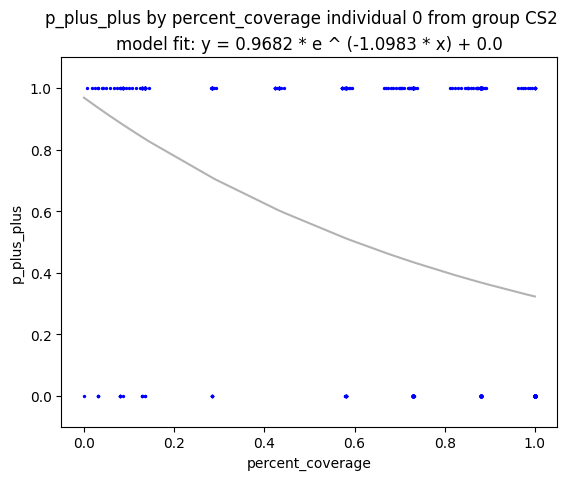 p_plus_plus by percent_coverage individual 0 from group CS2
model fit: y = 0.9682 * e ^ (-1.0983 * x) + 0.0
1.0
0.8
0.6
0.4
0.2
0.0
p_plus_plus
0.0 0.2 0.4 0.6 0.8 1.0
percent_coverage